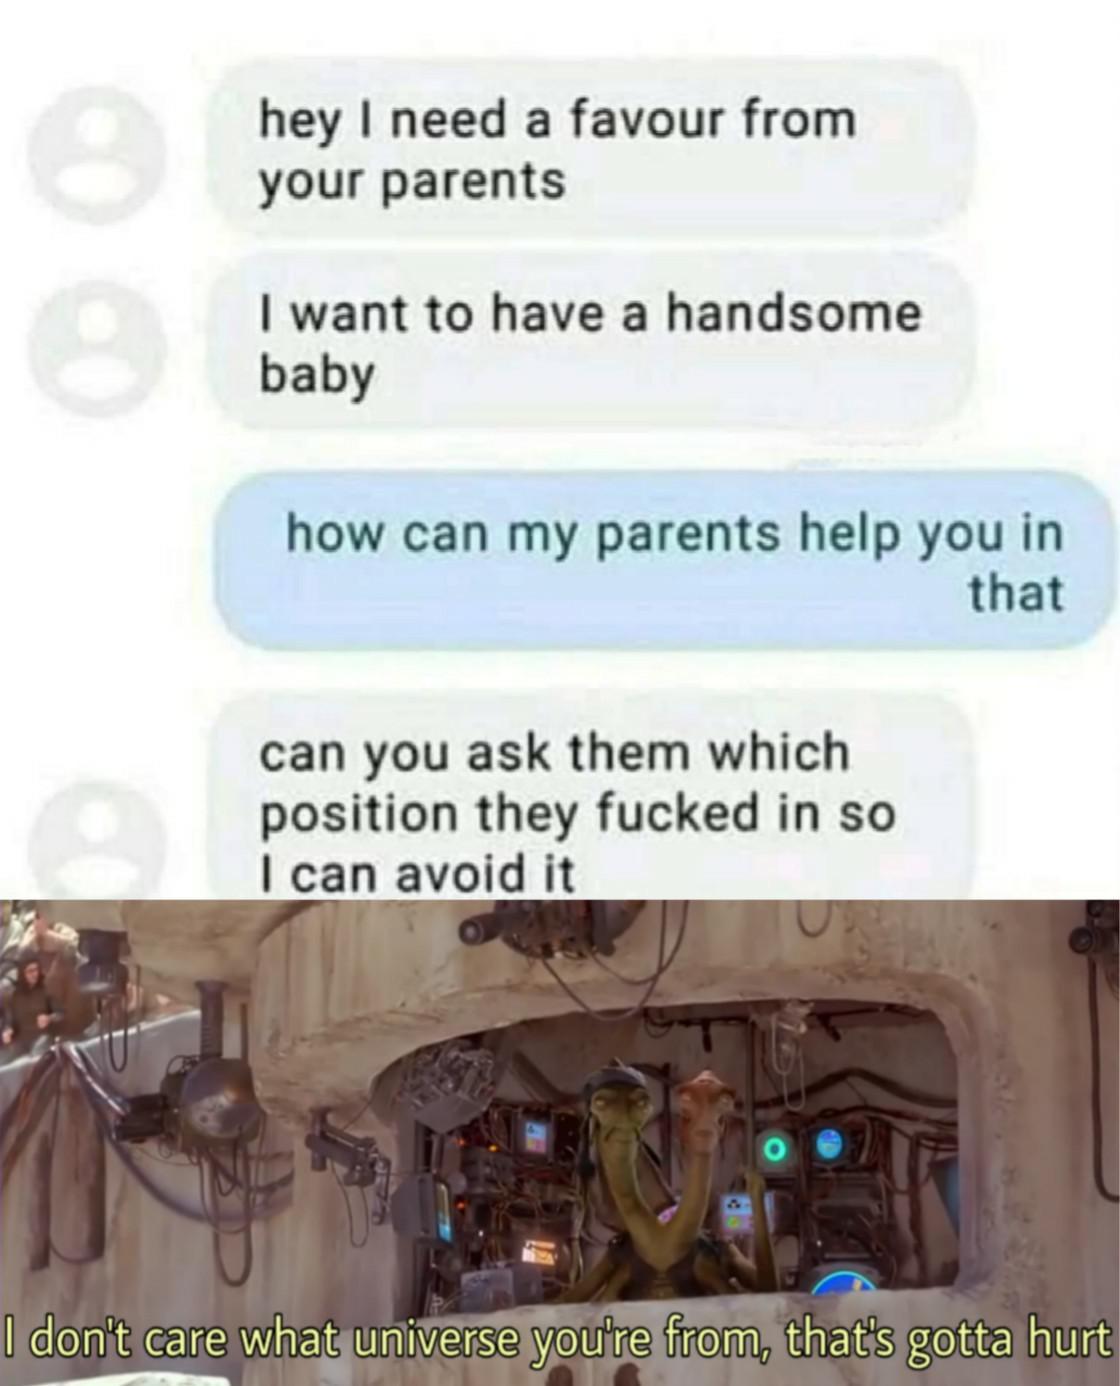 hey I need a favour from
your parents
I want to have a handsome
baby
how can my parents help you in
that
can you ask them which
position they fucked in so
I can avoid it
I don't care what universe you're from, that's gotta hurt